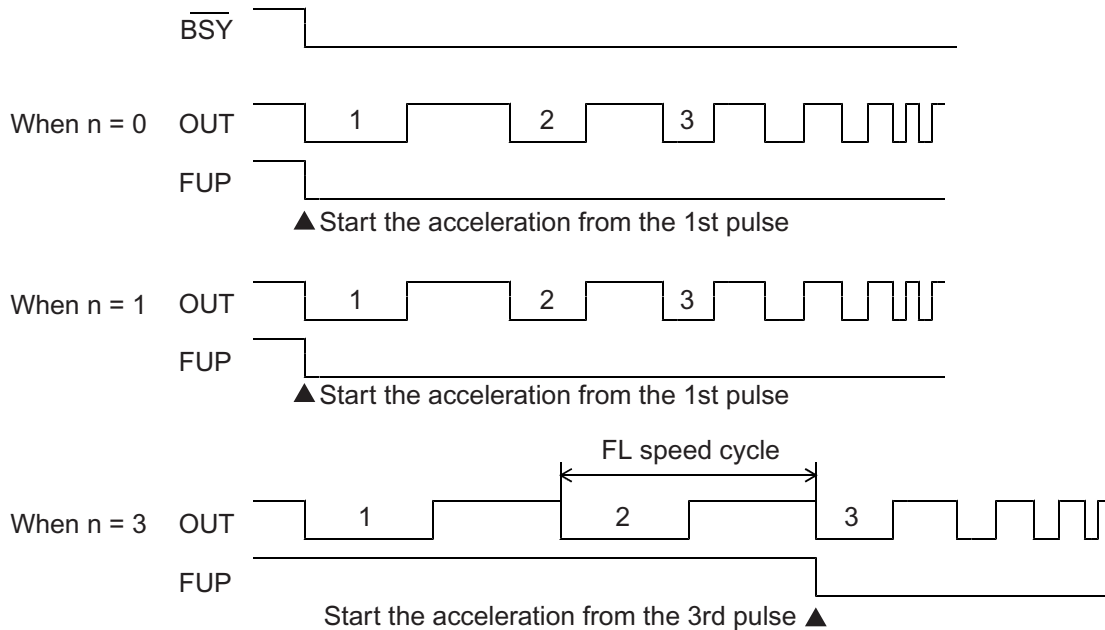 BSY
When n = 0 OUT 1 2 3
FUP
Start the acceleration from the 1st pulse
When n = 1 OUT 1 2 3
FUP
Start the acceleration from the 1st pulse
FL speed cycle
When n = 3 OUT 1 2 3
FUP
Start the acceleration from the 3rd pulse